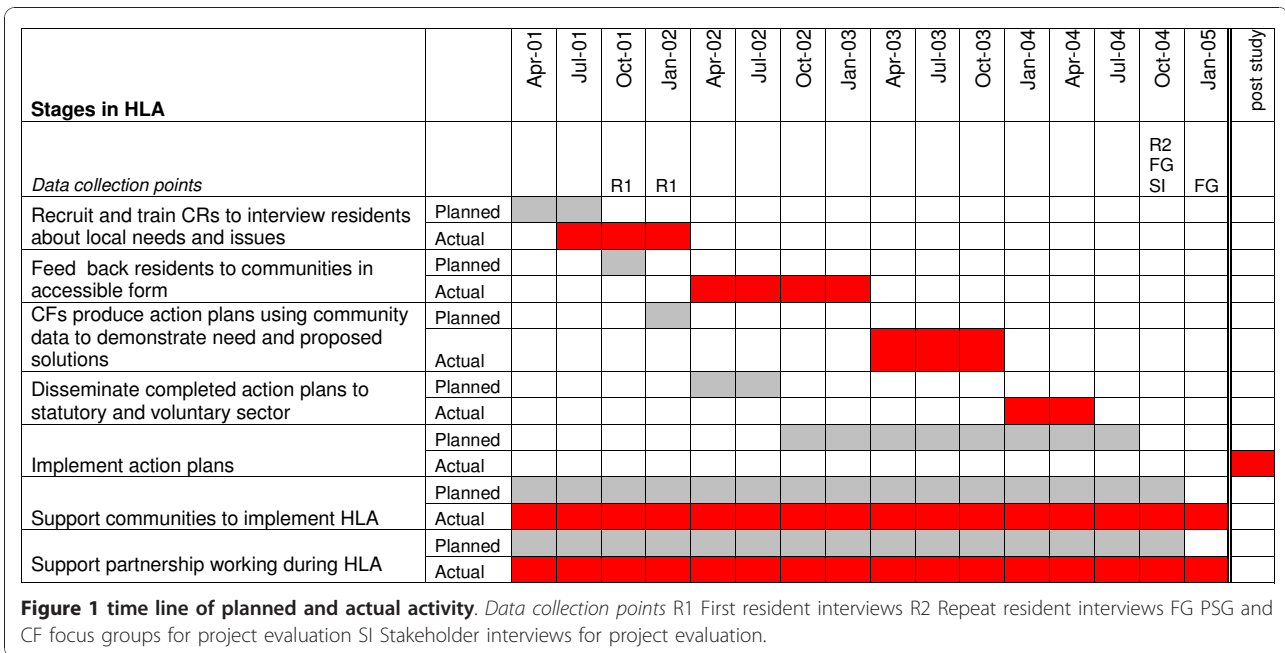 Stages in HLA Apr-01 Jul-01 Oct-01 Jan-02 Apr-02 Jul-02 Oct-02 Jan-03 Apr-03 Jul-03 Oct-03 Jan-04 Apr-04 Jul-04 Oct-04 Jan-05 post study
Data collection points R1 R1 R2 FG SI FG
Recruit and train CRs to interview residents Planned
about local needs and issues Actual
Feed back residents to communities in Planned
accessible form Actual
CFs produce action plans using community Planned
data to demonstrate need and proposed
solutions Actual
Disseminate completed action plans to Planned
statutory and voluntary sector Actual
Planned
Implement action plans Actual
Planned
Support communities to implement HLA Actual
Planned
Support partnership working during HLA Actual
Figure 1 time line of planned and actual activity. Data collection points R1 First resident interviews R2 Repeat resident interviews FG PSG and
CF focus groups for project evaluation SI Stakeholder interviews for project evaluation.